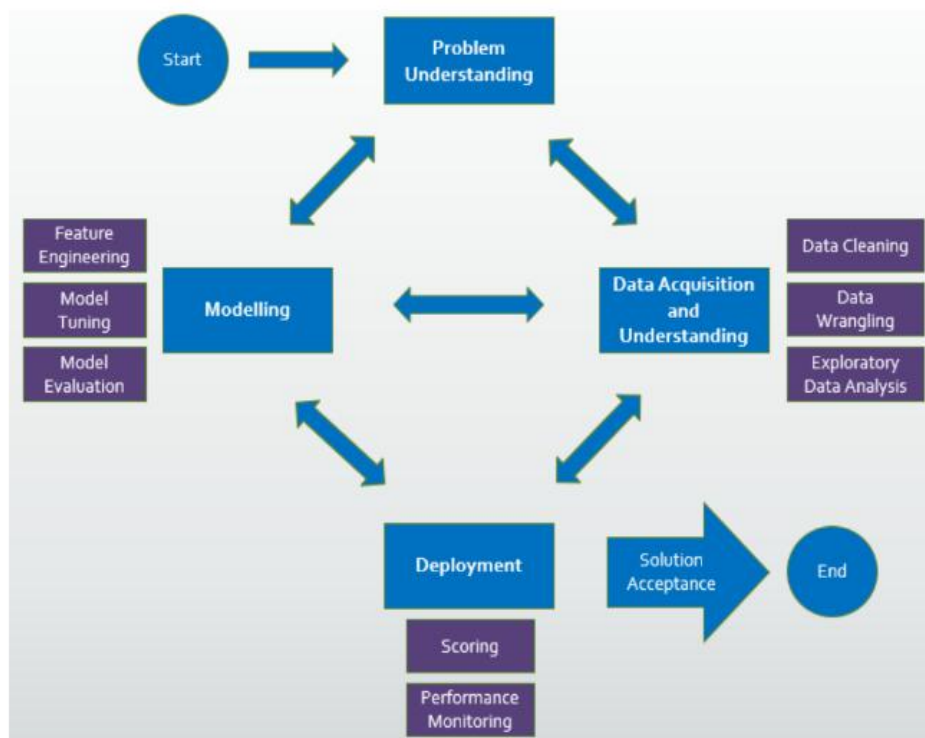 Start
Problem
Understanding
Feature
Engineering
Model
Tuning
Model
Evaluation
Modelling
Data Acquisition
and
Understanding
Data Cleaning
Data
Wrangling
Exploratory
Data Analysis
Deployment
Scoring
Performance
Monitoring
Solution
Acceptance
End